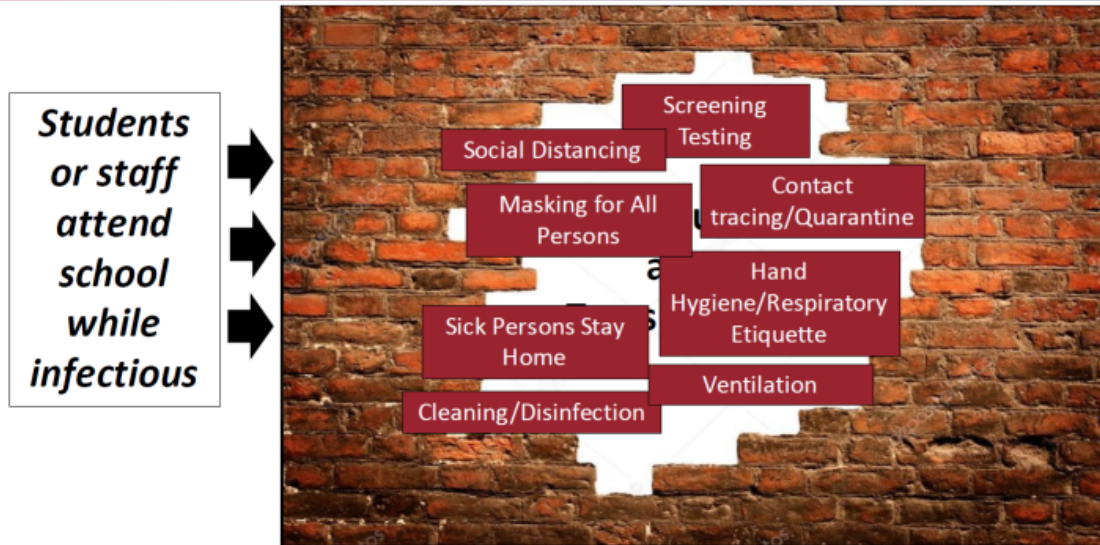 Students
or staff
attend
school
while
infectious
Screening
Testing
Social Distancing
Contact
tracing/Quarantine
Masking for All
Persons
Hand
Hygiene/Respiratory
Etiquette
Sick Persons Stay
Home
Ventilation
Cleaning/Disinfection